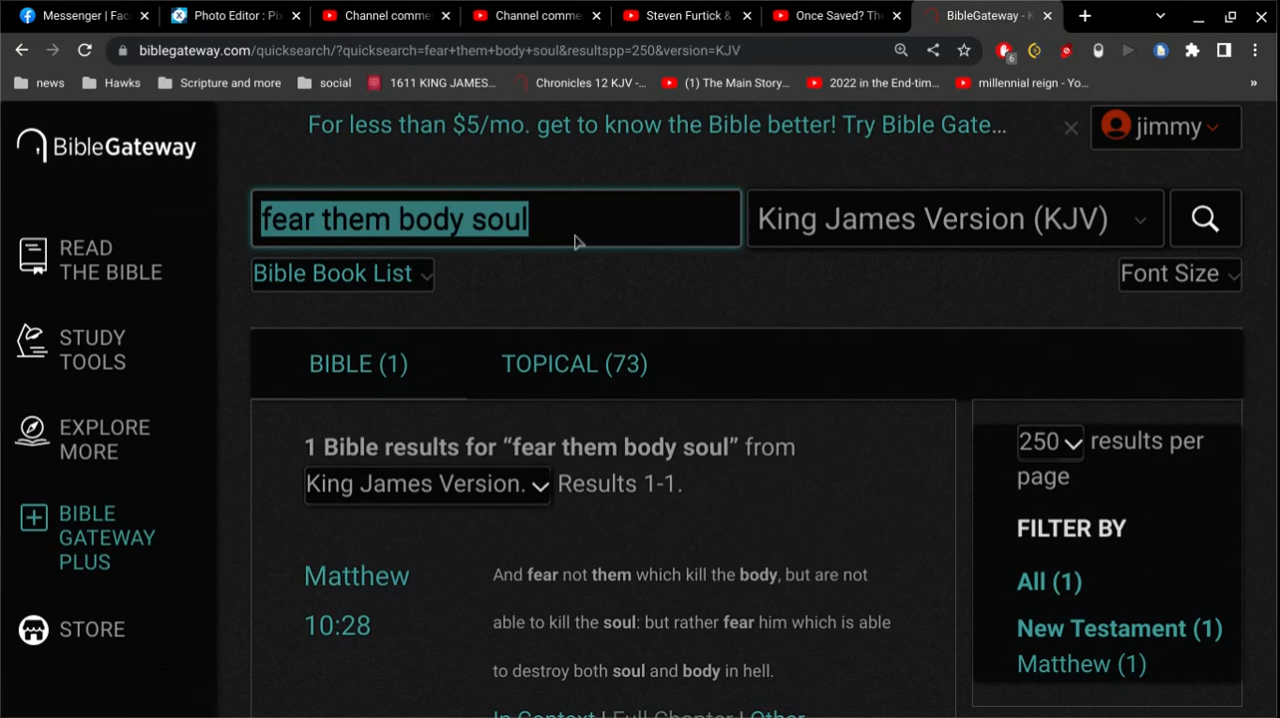 Messenger | Fac
Photo Editor : Pix
Channel comme
Channel comme
Steven Furtick &
Once Saved? The
BibleGateway - K
biblegateway.com/quicksearch/?quicksearch=fear+them+body+soul&resultspp=250&version=KJV
6
news
Hawks
Scripture and more
social
1611 KING JAMES...
Chronicles 12 KJV -...
(1) The Main Story...
2022 in the End-tim...
millennial reign - Yo...
»
For less than $5/mo. get to know the Bible better! Try Bible Gate...
jimmy
BibleGateway
fear them body soul
King James Version (KJV)
Bible Book List
Font Size
READ
THE BIBLE
STUDY
TOOLS
EXPLORE
MORE
BIBLE
GATEWAY
PLUS
STORE
BIBLE (1)
TOPICAL (73)
1 Bible results for “fear them body soul” from
King James Version. Results 1-1.
Matthew
10:28
And fear not them which kill the body, but are not
able to kill the soul: but rather fear him which is able
to destroy both soul and body in hell.
In Context | Full Chapter | Other
250 results per
page
FILTER BY
All (1)
New Testament (1)
Matthew (1)